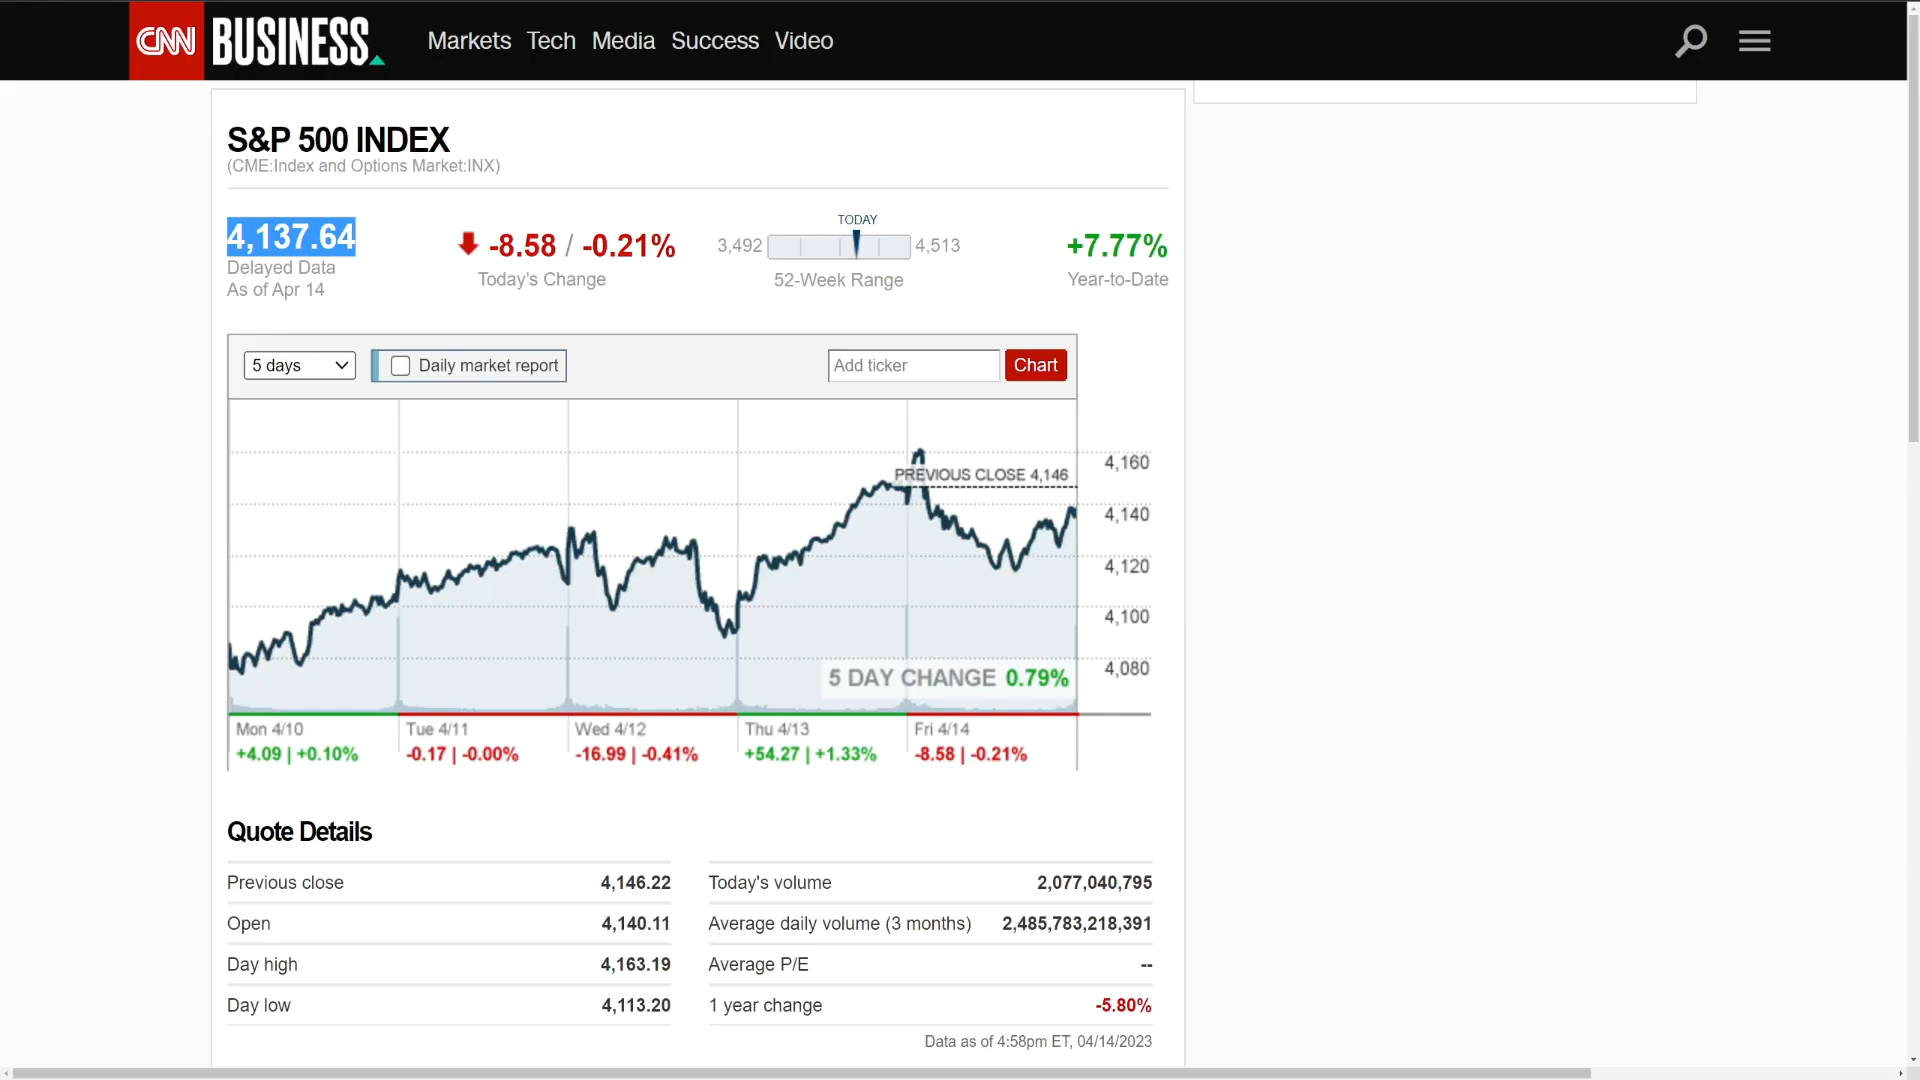 CNN BUSINESS Markets Tech Media Success Video
S&P 500 INDEX
(CME:Index and Options Market:INX)
4,137.64
Delayed Data
As of Apr 14
-8.58 / -0.21%
Today's Change
TODAY
3,492 4,513
52-Week Range
+7.77%
Year-to-Date
5 days Daily market report Add ticker Chart
PREVIOUS CLOSE 4,146
4,160
4,140
4,120
4,100
4,080
5 DAY CHANGE 0.79%
Mon 4/10 Tue 4/11 Wed 4/12 Thu 4/13 Fri 4/14
+4.09 | +0.10% -0.17 | -0.00% -16.99 | -0.41% +54.27 | +1.33% -8.58 | -0.21%
Quote Details
Previous close 4,146.22 Today's volume 2,077,040,795
Open 4,140.11 Average daily volume (3 months) 2,485,783,218,391
Day high 4,163.19 Average P/E --
Day low 4,113.20 1 year change -5.80%
Data as of 4:58pm ET, 04/14/2023